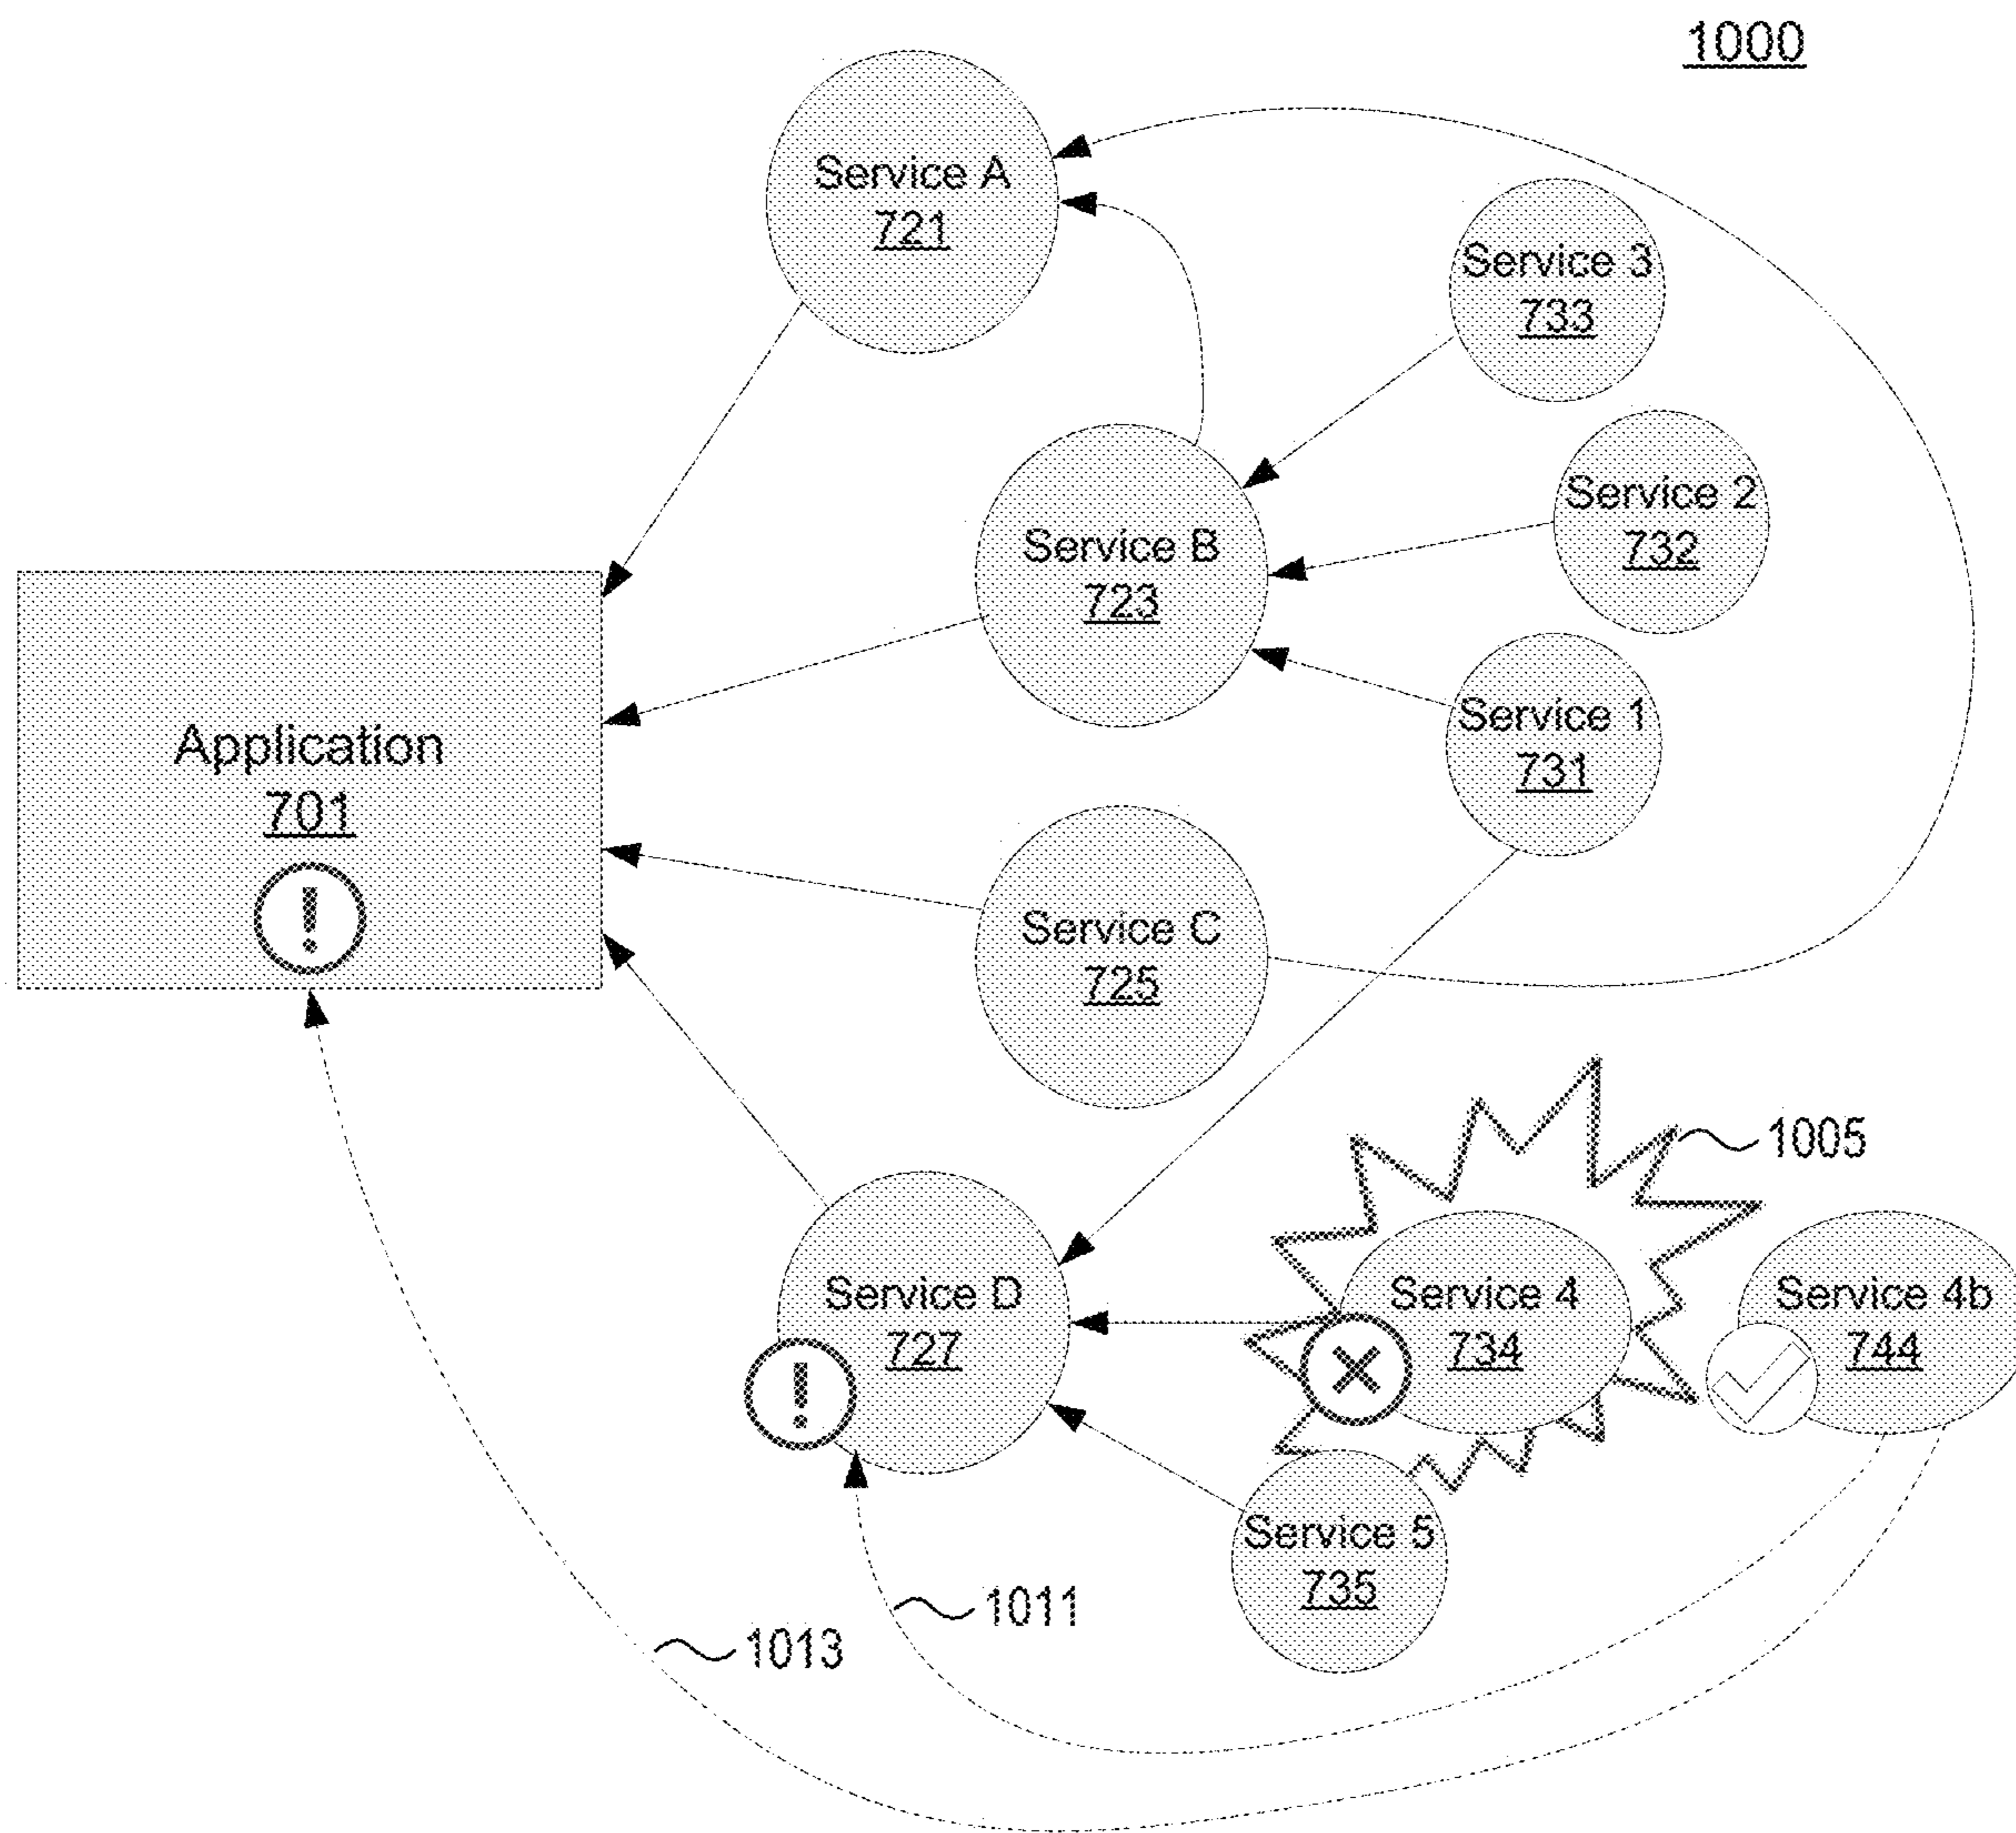 1000
Service A
721
Service 3
733
Service 2
732
Service B
723
Service 1
731
Application
701
!
Service C
725
1005
Service D
727
!
Service 4
734
Service 4b
744
Service 5
735
1011
1013